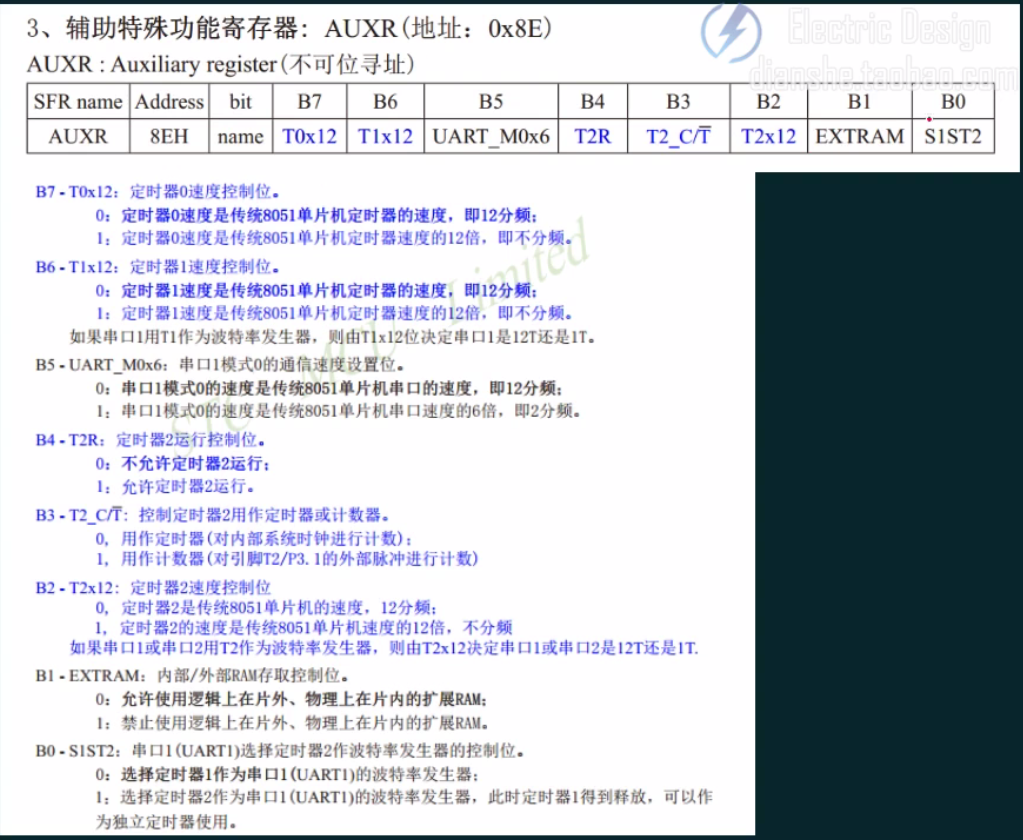 3、辅助特殊功能寄存器：AUXR(地址：0x8E)
Electric Design
AUXR : Auxiliary register(不可位寻址)
dianshe.taobao.com
SFR name Address bit B7 B6 B5 B4 B3 B2 B1 B0
AUXR 8EH name T0x12 T1x12 UART_M0x6 T2R T2_C/T̅ T2x12 EXTRAM S1ST2
B7 - T0x12：定时器0速度控制位。
0：定时器0速度是传统8051单片机定时器的速度，即12分频；
1：定时器0速度是传统8051单片机定时器速度的12倍，即不分频。
B6 - T1x12：定时器1速度控制位。
0：定时器1速度是传统8051单片机定时器的速度，即12分频；
1：定时器1速度是传统8051单片机定时器速度的12倍，即不分频。
如果串口1用T1作为波特率发生器，则由T1x12位决定串口1是12T还是1T。
B5 - UART_M0x6：串口1模式0的通信速度设置位。
0：串口1模式0的速度是传统8051单片机串口的速度，即12分频；
1：串口1模式0的速度是传统8051单片机串口速度的6倍，即2分频。
B4 - T2R：定时器2运行控制位。
0：不允许定时器2运行；
1：允许定时器2运行。
B3 - T2_C/T̅：控制定时器2用作定时器或计数器。
0，用作定时器(对内部系统时钟进行计数)；
1，用作计数器(对引脚T2/P3.1的外部脉冲进行计数)
B2 - T2x12：定时器2速度控制位
0，定时器2是传统8051单片机的速度，12分频；
1，定时器2的速度是传统8051单片机速度的12倍，不分频
如果串口1或串口2用T2作为波特率发生器，则由T2x12决定串口1或串口2是12T还是1T.
B1 - EXTRAM：内部/外部RAM存取控制位。
0：允许使用逻辑上在片外、物理上在片内的扩展RAM；
1：禁止使用逻辑上在片外、物理上在片内的扩展RAM。
B0 - S1ST2：串口1(UART1)选择定时器2作波特率发生器的控制位。
0：选择定时器1作为串口1(UART1)的波特率发生器；
1：选择定时器2作为串口1(UART1)的波特率发生器，此时定时器1得到释放，可以作
为独立定时器使用。
STC MCU Limited